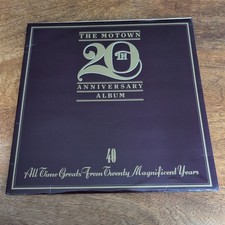 THE MOTOWN
20TH
ANNIVERSARY
ALBUM
40
All Time Greats From Twenty Magnificent Years